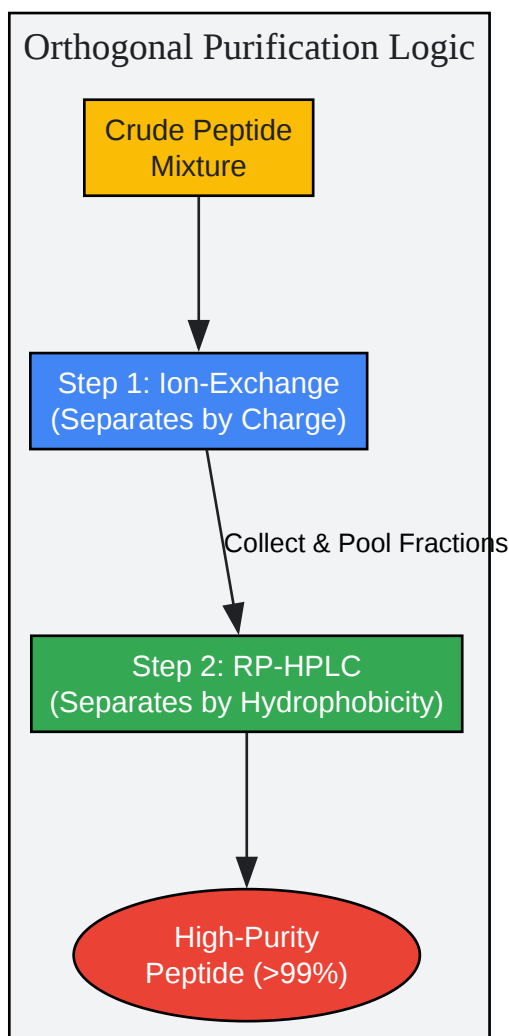 Orthogonal Purification Logic
Crude Peptide
Mixture
Step 1: Ion-Exchange
(Separates by Charge)
Collect & Pool Fractions
Step 2: RP-HPLC
(Separates by Hydrophobicity)
High-Purity
Peptide (>99%)